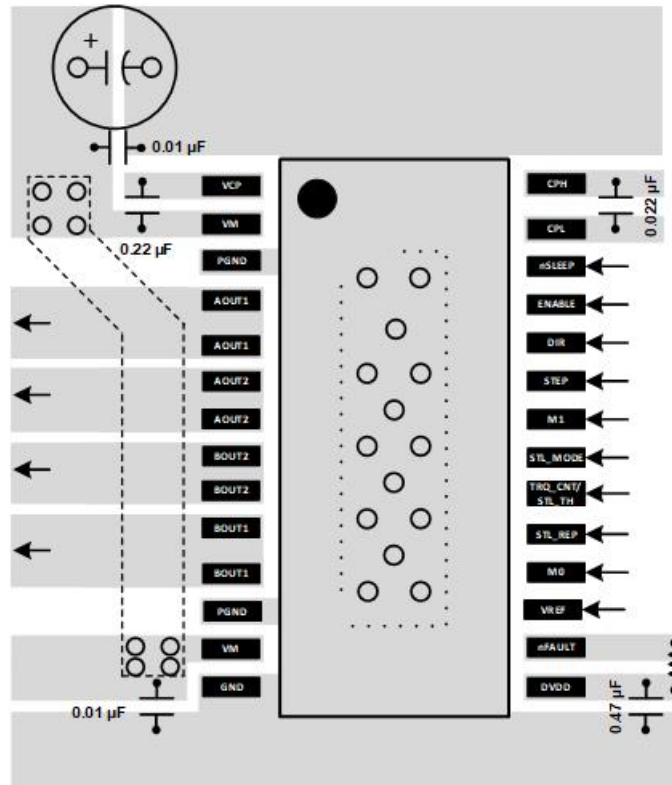 +
0.01 µF
VCP
0.22 µF
VM
PGND
AOUT1
AOUT1
AOUT2
AOUT2
BOUT2
BOUT2
BOUT1
BOUT1
PGND
VM
GND
0.01 µF
CPH
0.022 µF
CPL
nSLEEP
ENABLE
DIR
STEP
M1
STL_MODE
TRQ_CNT/
STL_TH
STL_REP
M0
VREF
nFAULT
DVDD
0.47 µF